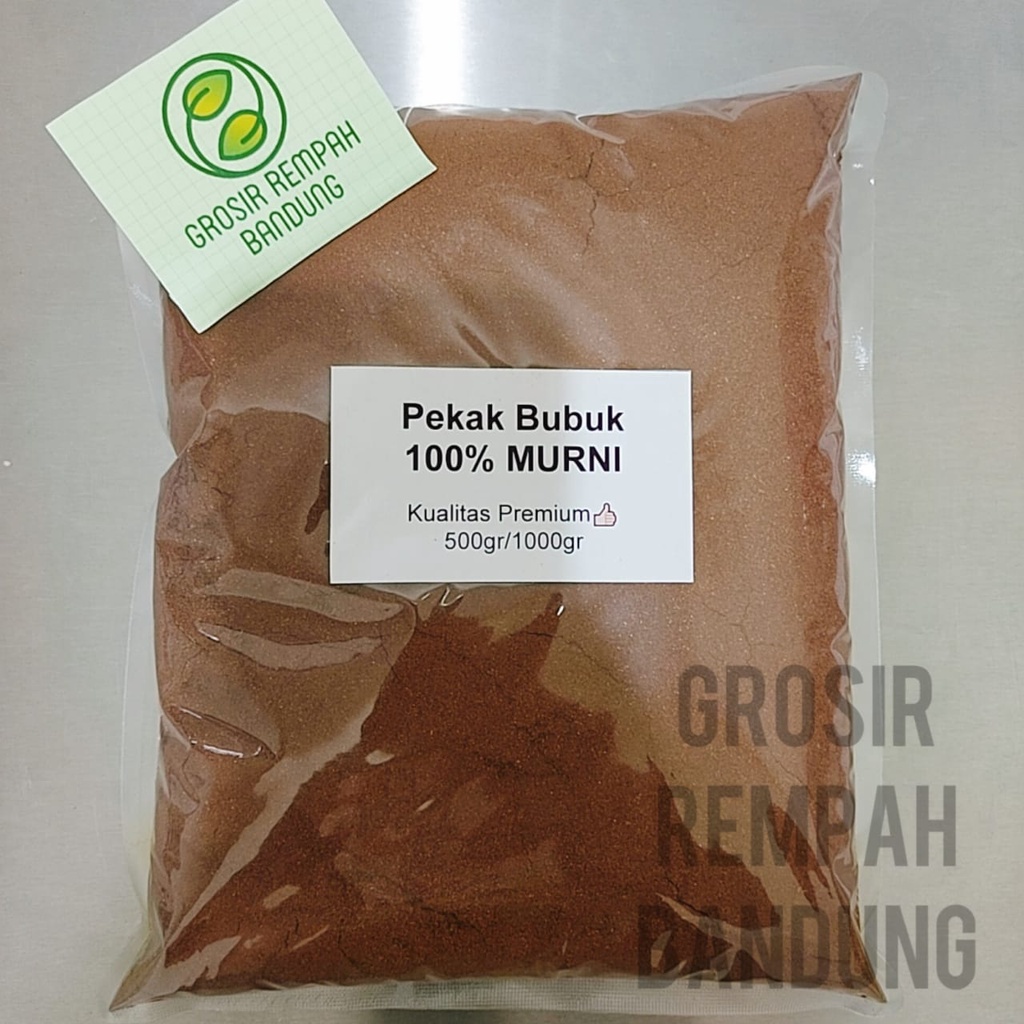 GROSIR REMPAH
BANDUNG
Pekak Bubuk
100% MURNI
Kualitas Premium👍
500gr/1000gr
GROSIR
REMPAH
BANDUNG